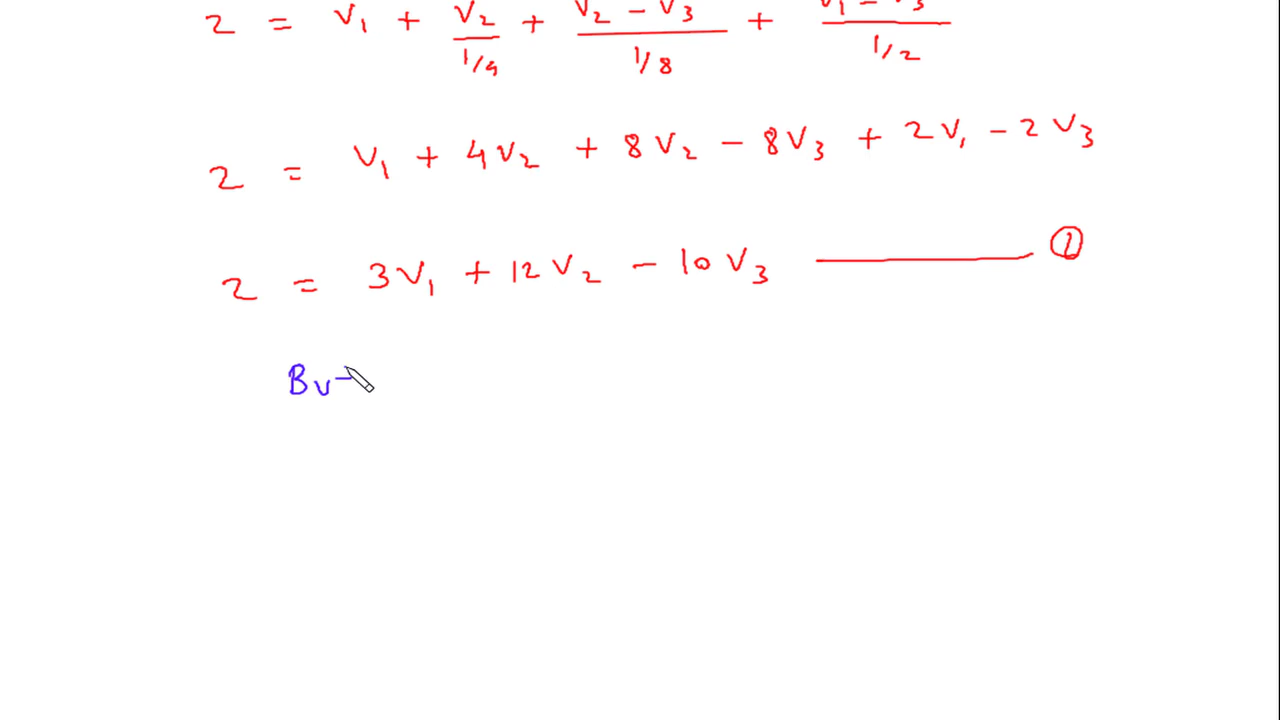 2 = V₁ + V₂/(1/4) + (V₂ - V₃)/(1/8) + (V₁ - V₃)/(1/2)
2 = V₁ + 4V₂ + 8V₂ - 8V₃ + 2V₁ - 2V₃
2 = 3V₁ + 12V₂ - 10V₃ ——— ①